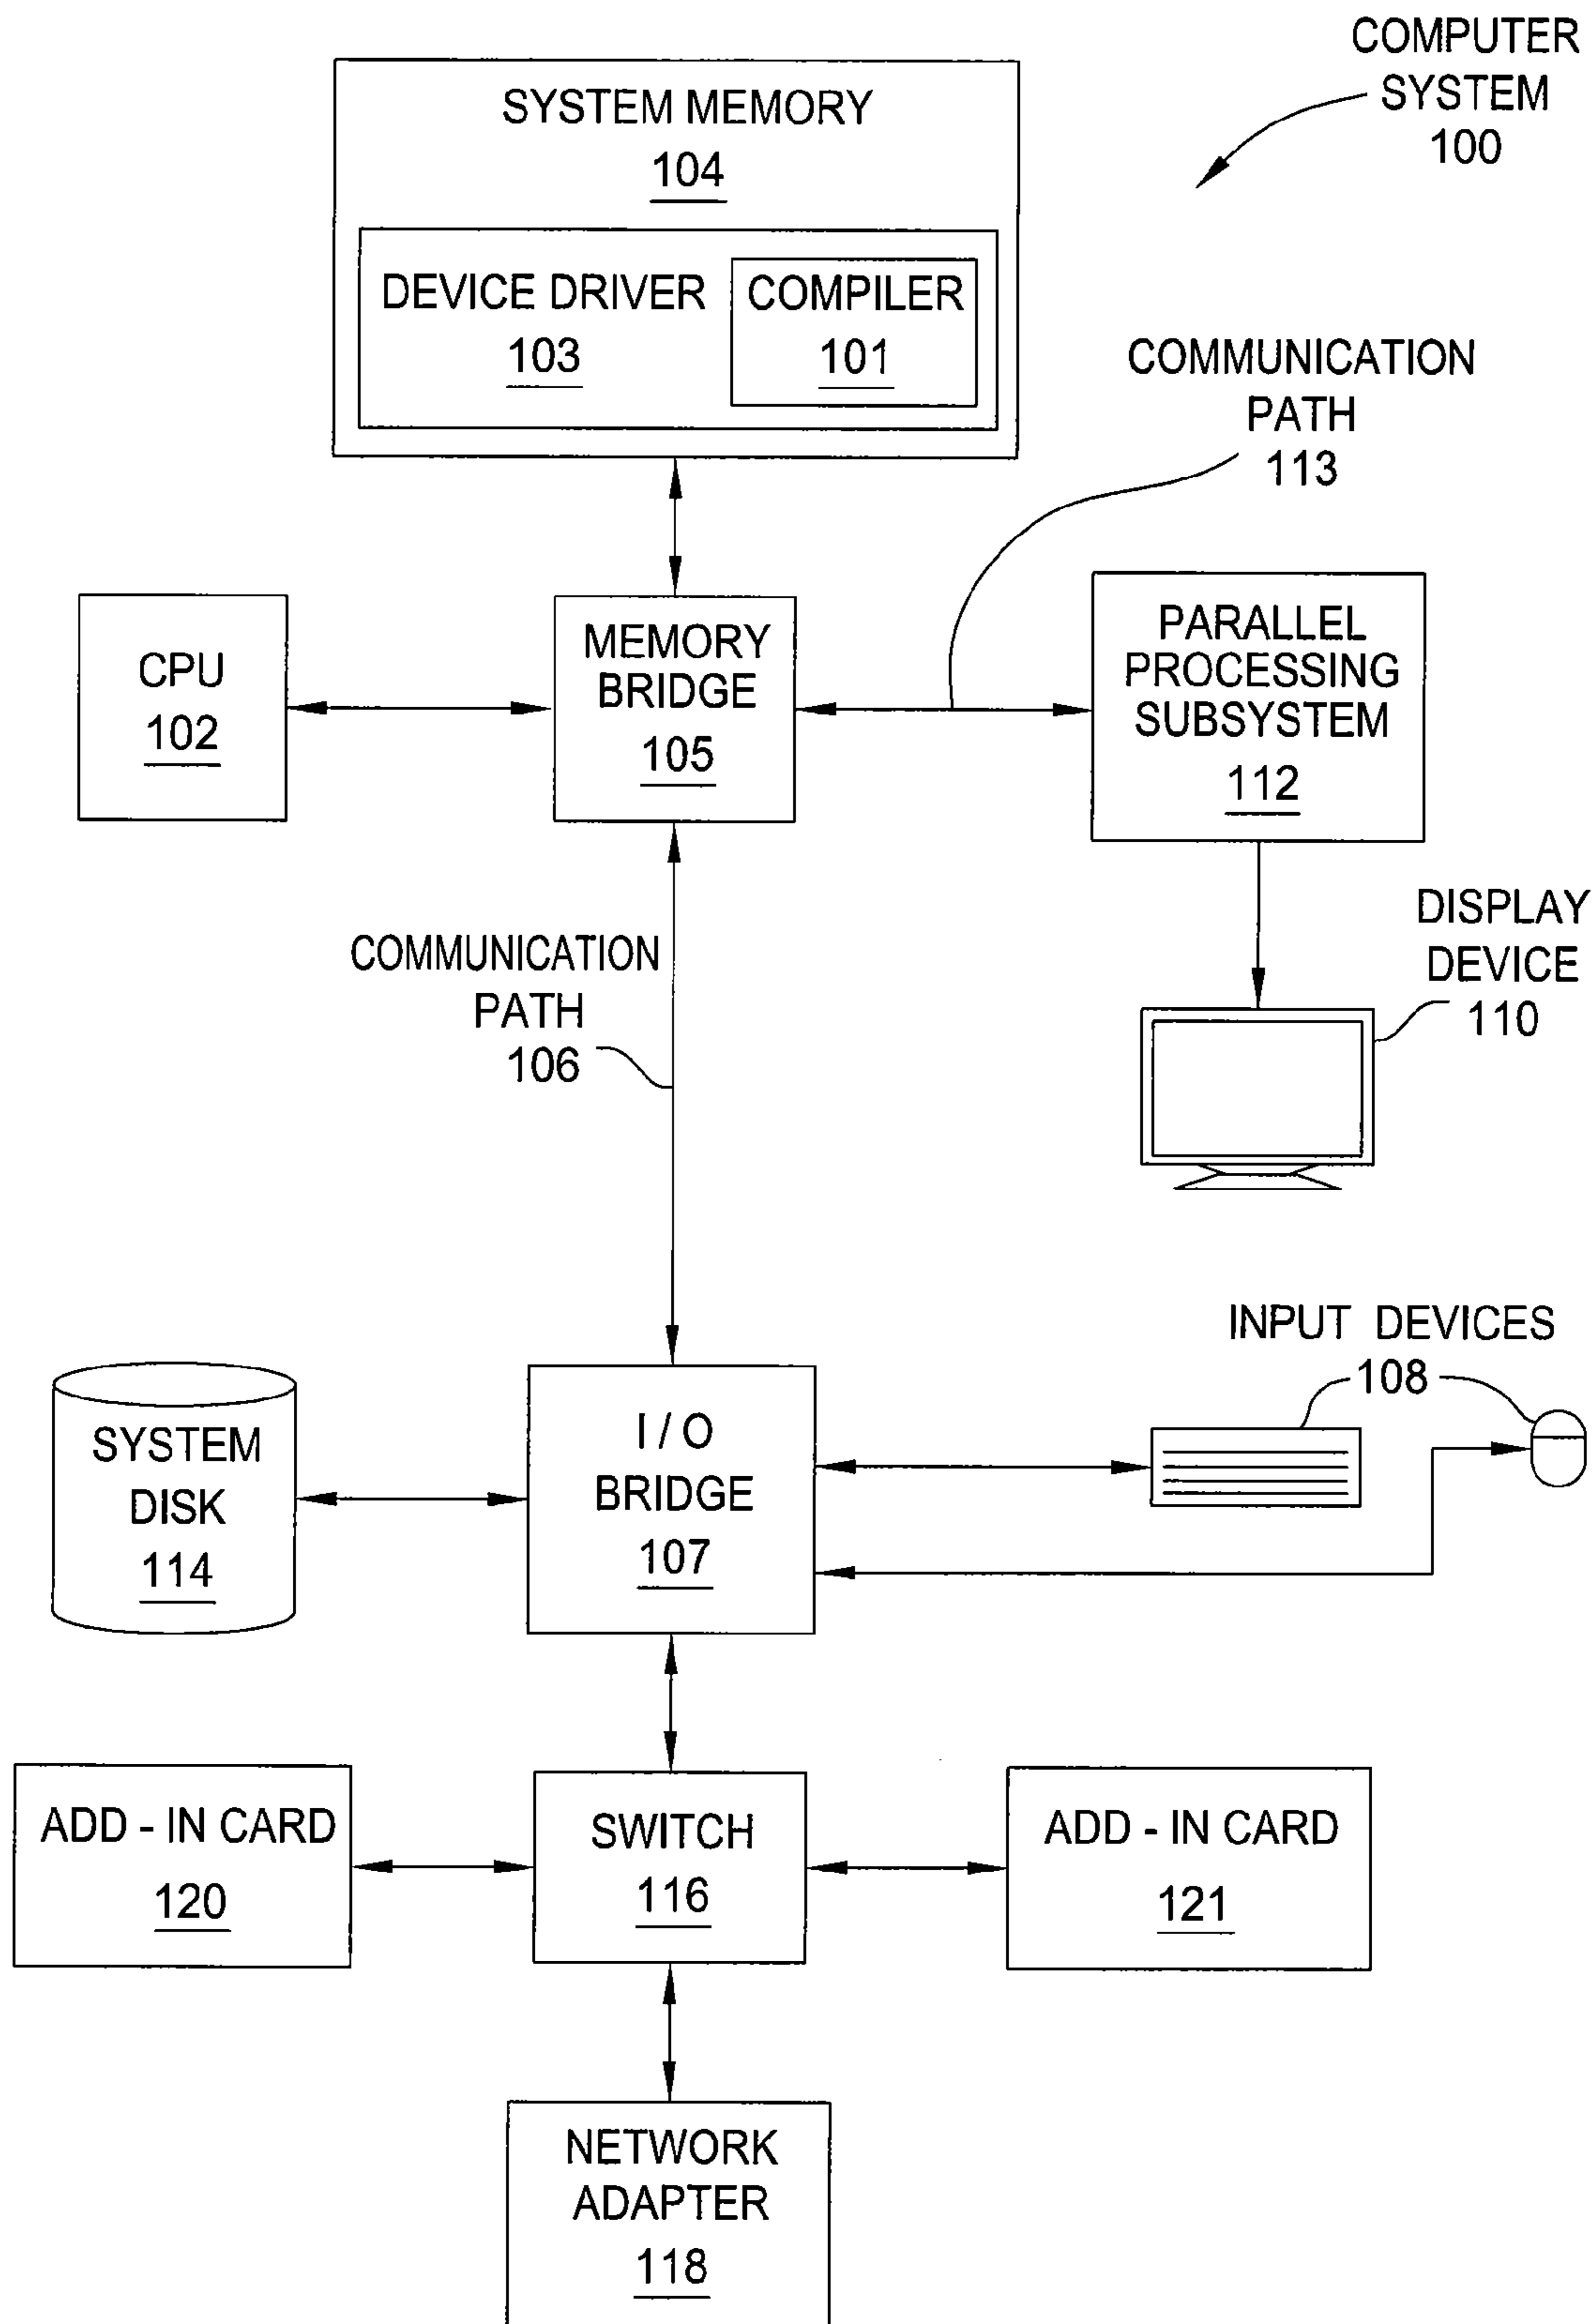 COMPUTER
SYSTEM
100
SYSTEM MEMORY
104
DEVICE DRIVER
103
COMPILER
101
COMMUNICATION
PATH
113
CPU
102
MEMORY
BRIDGE
105
PARALLEL
PROCESSING
SUBSYSTEM
112
COMMUNICATION
PATH
106
DISPLAY
DEVICE
110
INPUT DEVICES
108
SYSTEM
DISK
114
I / O
BRIDGE
107
ADD - IN CARD
120
SWITCH
116
ADD - IN CARD
121
NETWORK
ADAPTER
118